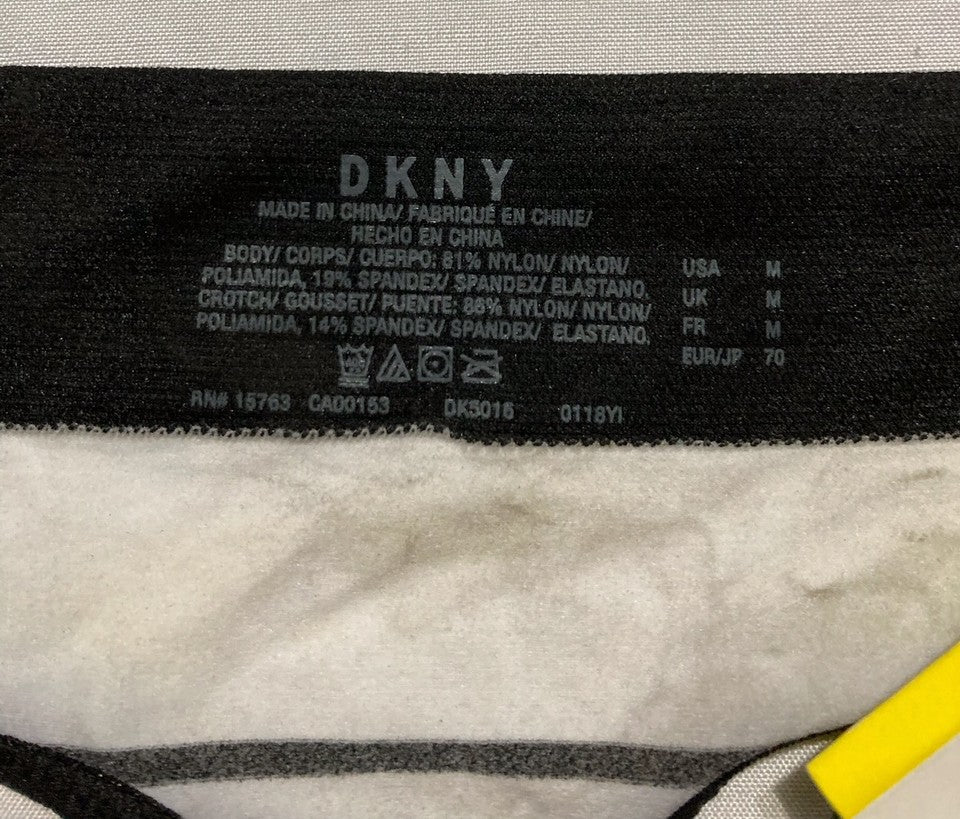 DKNY
MADE IN CHINA/ FABRIQUÉ EN CHINE/
HECHO EN CHINA
BODY/ CORPS/ CUERPO: 81% NYLON/ NYLON/
POLIAMIDA, 19% SPANDEX/ SPANDEX/ ELASTANO.
CROTCH/ GOUSSET/ PUENTE: 86% NYLON/ NYLON/
POLIAMIDA, 14% SPANDEX/ SPANDEX/ ELASTANO.
USA M
UK M
FR M
EUR/JP 70
RN# 15763 CA00153 DK5016 0118YI